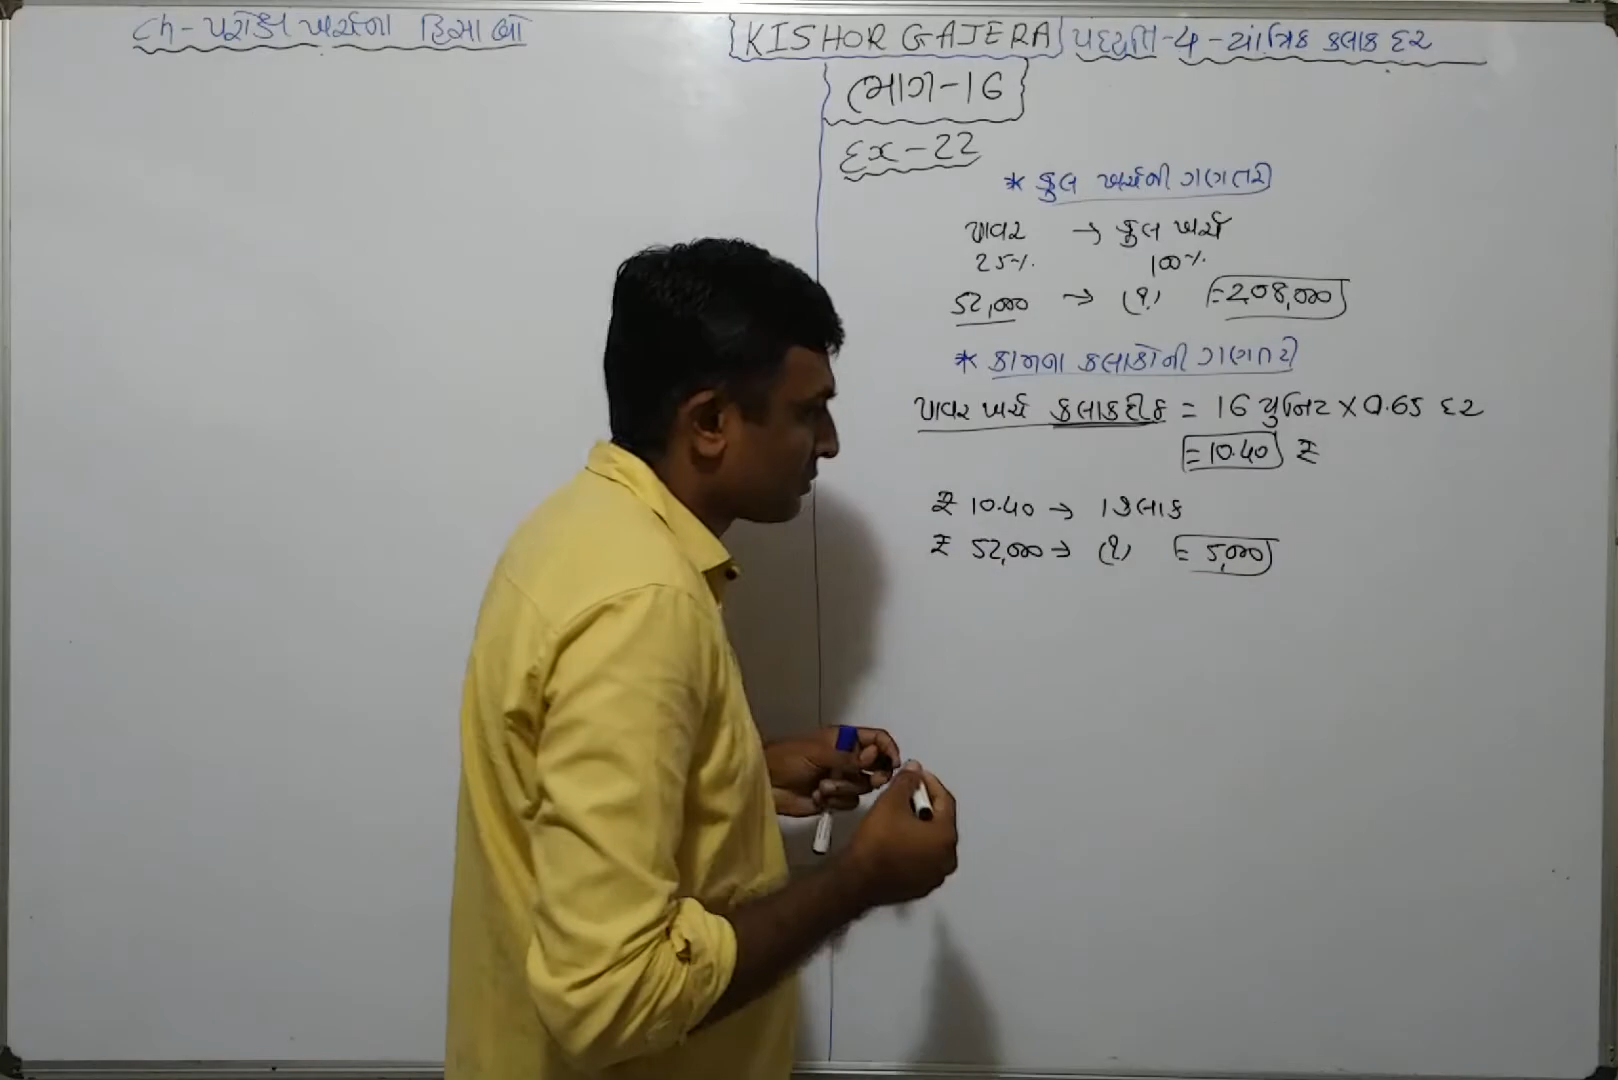 Ch - પરોક્ષ ખર્ચના હિસાબો
KISHOR GAJERA
પદ્ધતિ-4 - યાંત્રિક કલાક દર
ભાગ-16
Ex-22
* કુલ ખર્ચની ગણતરી
પાવર → કુલ ખર્ચ
25% 100%
52,000 → (?) = 2,08,000
* કામના કલાકોની ગણતરી
પાવર ખર્ચ કલાકદીઠ = 16 યુનિટ × 0.65 દર
= 10.40 ₹
₹ 10.40 → 1 કલાક
₹ 52,000 → (?) = 5,000